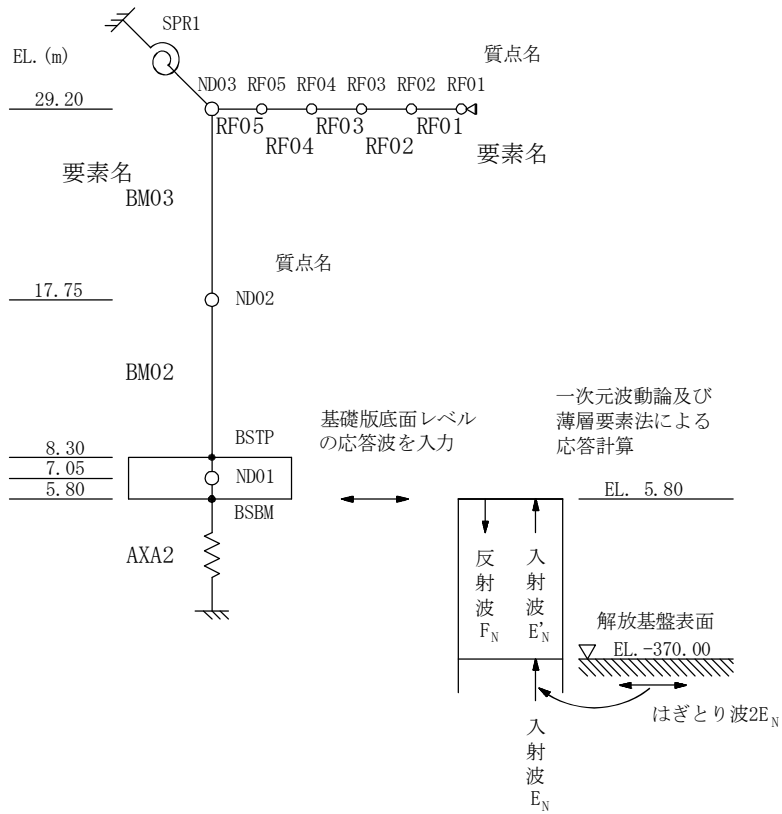 SPR1
EL. (m)
質点名
ND03 RF05 RF04 RF03 RF02 RF01
29.20
RF05 RF03 RF01
RF04 RF02
要素名
要素名
BM03
質点名
17.75
ND02
BM02
一次元波動論及び
薄層要素法による
応答計算
基礎版底面レベル
の応答波を入力
BSTP
8.30
7.05
ND01
5.80
EL. 5.80
BSBM
AXA2
反射波FN
入射波E'N
解放基盤表面
EL.-370.00
はぎとり波2EN
入射波EN